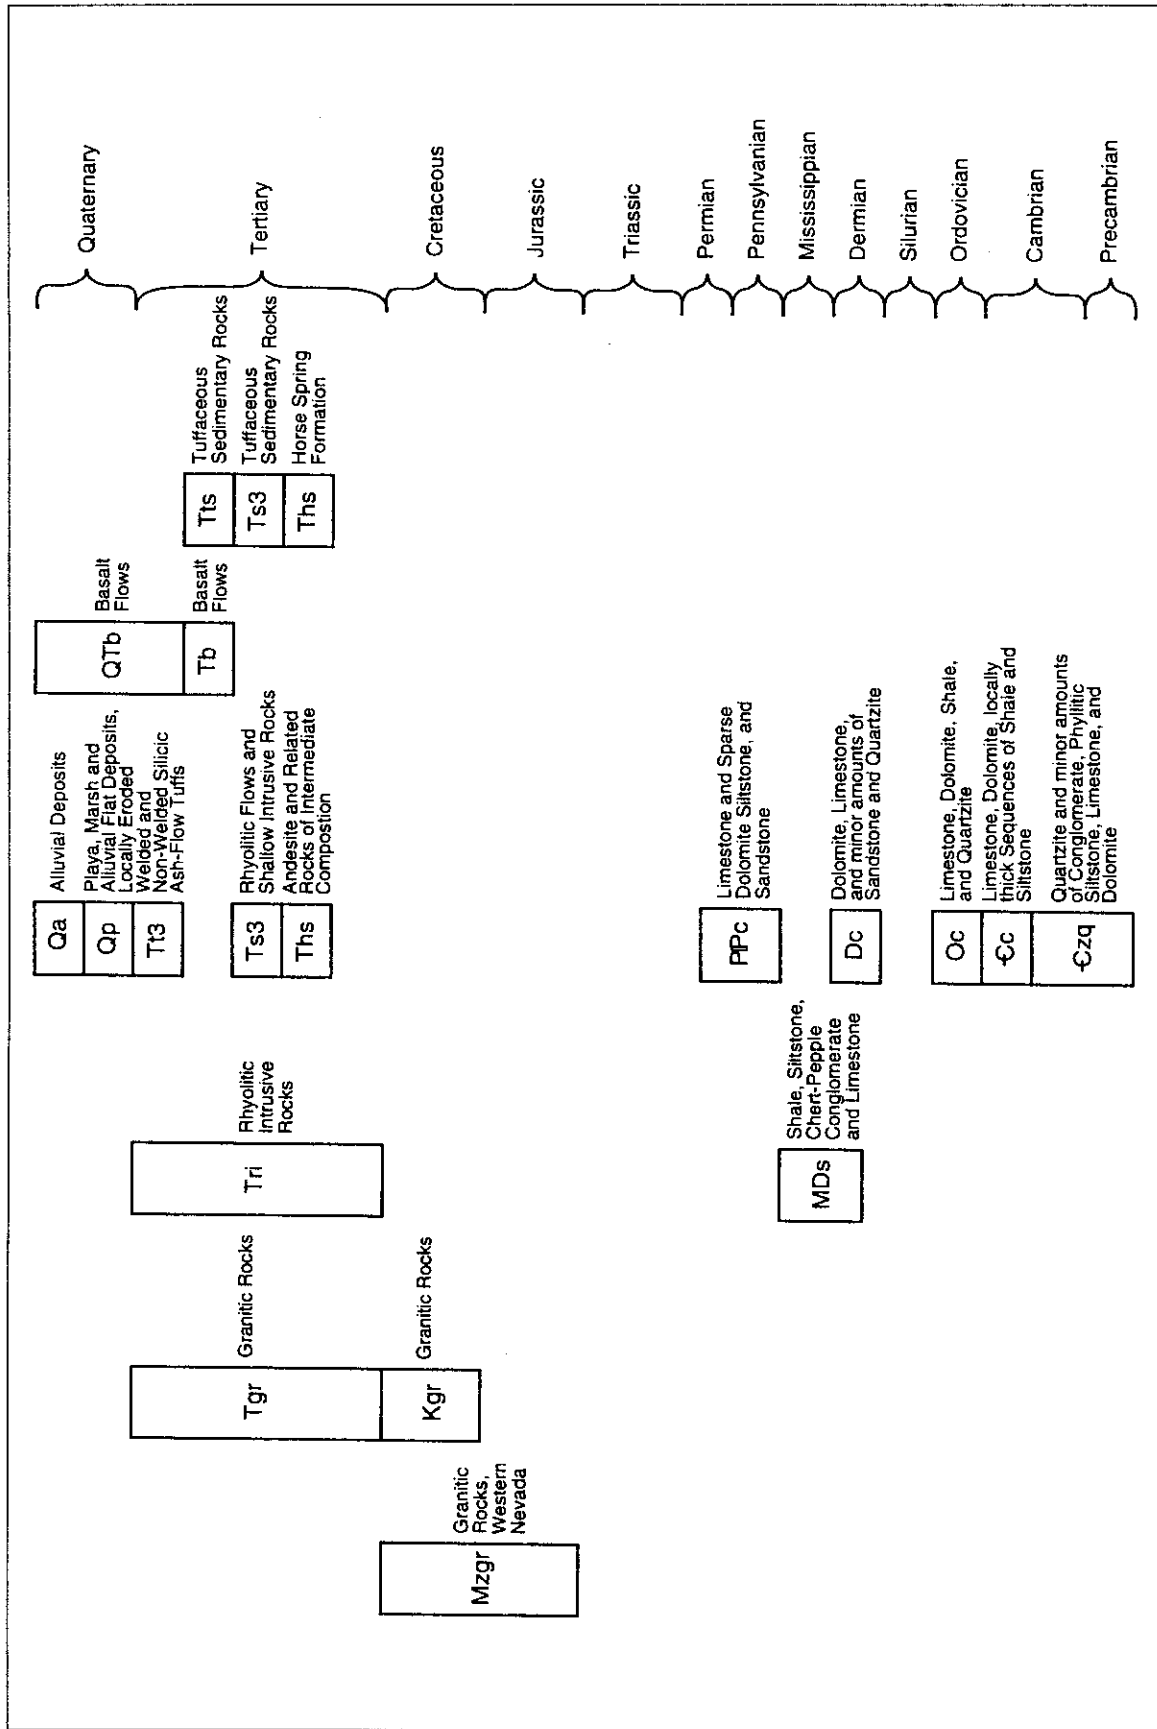 Mzgr
Granitic
Rocks,
Western
Nevada
Tgr
Granitic Rocks
Kgr
Granitic Rocks
Tri
Rhyolitic
Intrusive
Rocks
MDs
Shale, Siltstone,
Chert-Pepple
Conglomerate
and Limestone
Qa
Alluvial Deposits
Qp
Playa, Marsh and
Alluvial Flat Deposits,
Locally Eroded
Tt3
Welded and
Non-Welded Silicic
Ash-Flow Tuffs
Ts3
Rhyolitic Flows and
Shallow Intrusive Rocks
Ths
Andesite and Related
Rocks of Intermediate
Compostion
PIPc
Limestone and Sparse
Dolomite Siltstone, and
Sandstone
Dc
Dolomite, Limestone,
and minor amounts of
Sandstone and Quartzite
Oc
Limestone, Dolomite, Shale,
and Quartzite
Єc
Limestone, Dolomite, locally
thick Sequences of Shale and
Siltstone
Єzq
Quartzite and minor amounts
of Conglomerate, Phyllitic
Siltstone, Limestone, and
Dolomite
QTb
Basalt
Flows
Tb
Basalt
Flows
Tts
Tuffaceous
Sedimentary Rocks
Ts3
Tuffaceous
Sedimentary Rocks
Ths
Horse Spring
Formation
Quaternary
Tertiary
Cretaceous
Jurassic
Triassic
Permian
Pennsylvanian
Mississippian
Dermian
Silurian
Ordovician
Cambrian
Precambrian